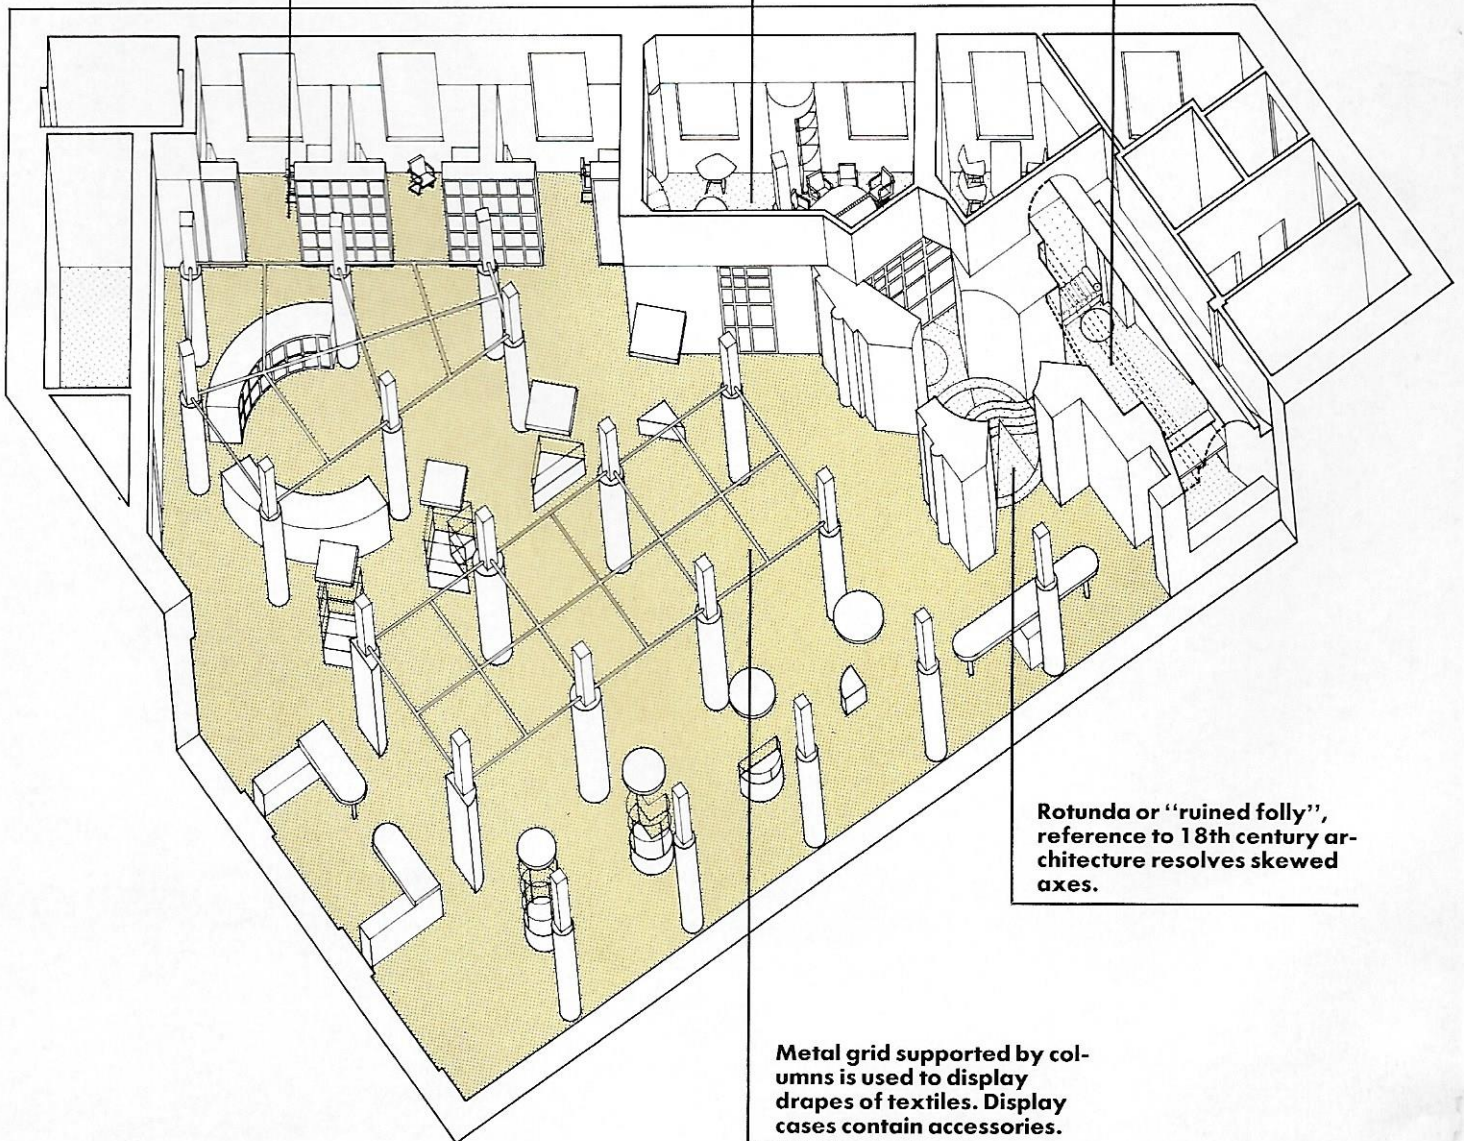 Rotunda or “ruined folly”,
reference to 18th century ar-
chitecture resolves skewed
axes.
Metal grid supported by col-
umns is used to display
drapes of textiles. Display
cases contain accessories.